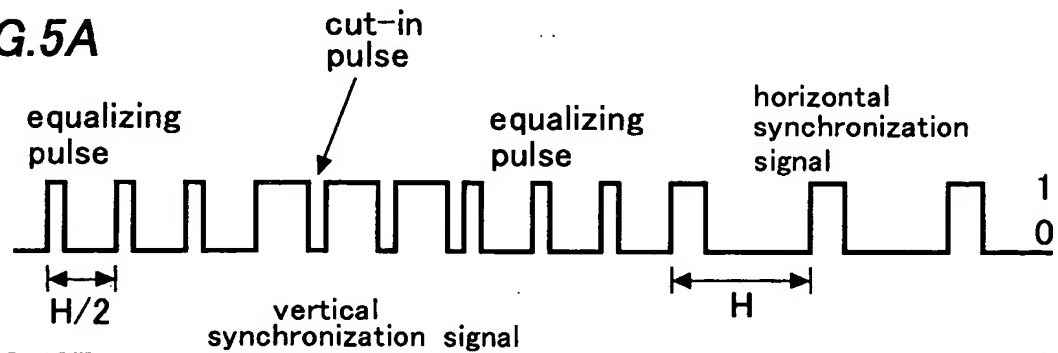 G.5A
cut-in
pulse
equalizing
pulse
equalizing
pulse
horizontal
synchronization
signal
1
0
H/2
H
vertical
synchronization signal